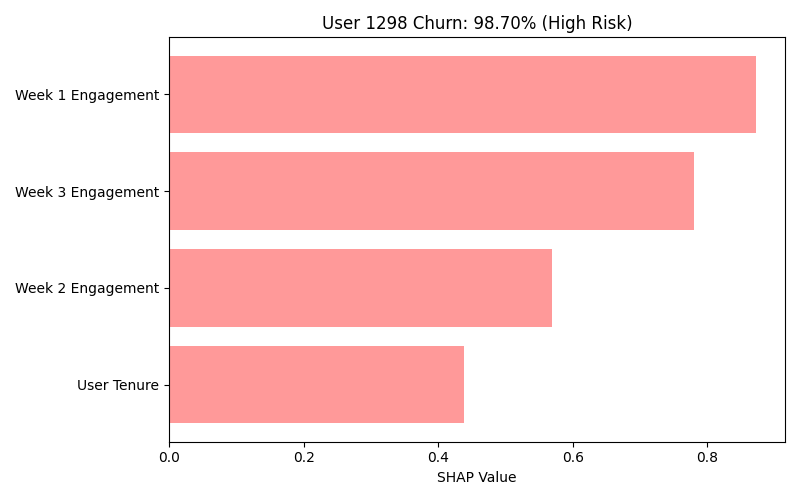 User 1298 Churn: 98.70% (High Risk)
Week 1 Engagement
Week 3 Engagement
Week 2 Engagement
User Tenure
0.0 0.2 0.4 0.6 0.8
SHAP Value